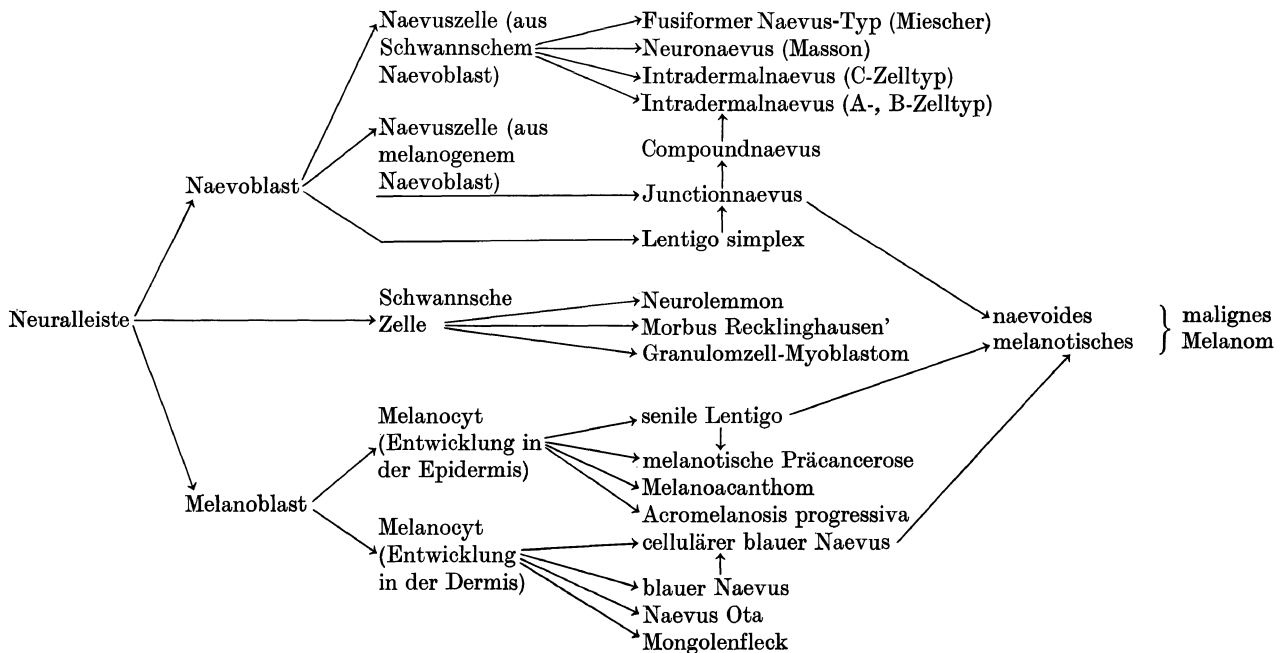 Naevuszelle (aus
Schwannschem
Naevoblast)
Fusiformer Naevus-Typ (Miescher)
Neuronaevus (Masson)
Intradermalnaevus (C-Zelltyp)
Intradermalnaevus (A-, B-Zelltyp)
Naevuszelle (aus
melanogenem
Naevoblast)
Compoundnaevus
Naevoblast
Junctionnaevus
Lentigo simplex
Neuralleiste
Schwannsche
Zelle
Neurolemmon
Morbus Recklinghausen'
Granulomzell-Myoblastom
naevoides
melanotisches
malignes
Melanom
Melanocyt
(Entwicklung in
der Epidermis)
senile Lentigo
melanotische Präcancerose
Melanoacanthom
Acromelanosis progressiva
Melanoblast
Melanocyt
(Entwicklung
in der Dermis)
cellulärer blauer Naevus
blauer Naevus
Naevus Ota
Mongolenfleck